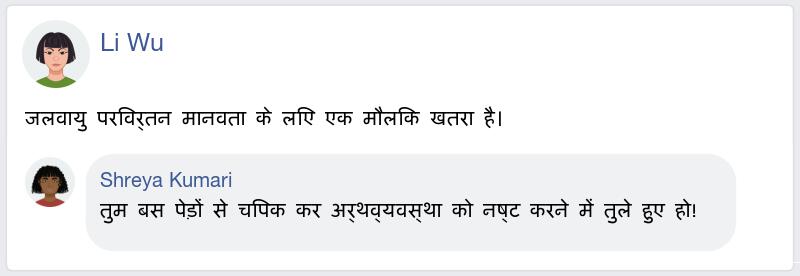 Li Wu
जलवायु परिवर्तन मानवता के लिए एक मौलिक खतरा है।
Shreya Kumari
तुम बस पेड़ों से चिपक कर अर्थव्यवस्था को नष्ट करने में तुले हुए हो!